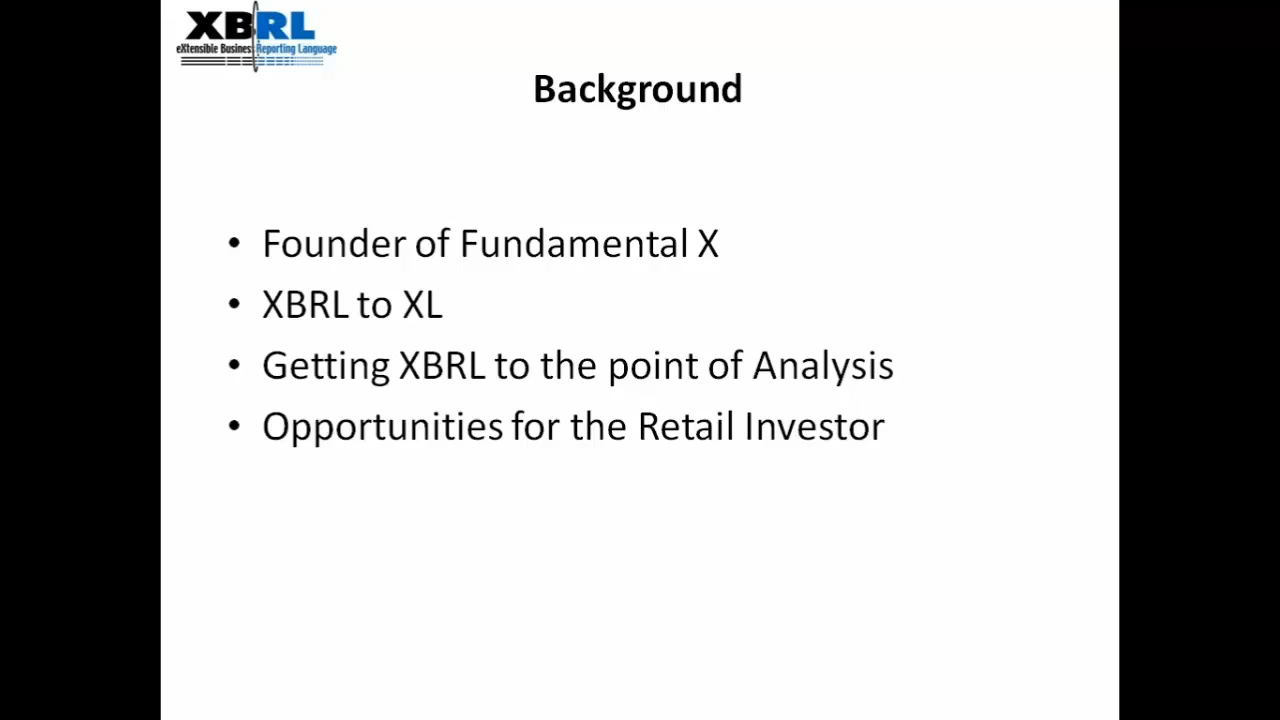 XBRL
eXtensible Business Reporting Language
Background
• Founder of Fundamental X
• XBRL to XL
• Getting XBRL to the point of Analysis
• Opportunities for the Retail Investor